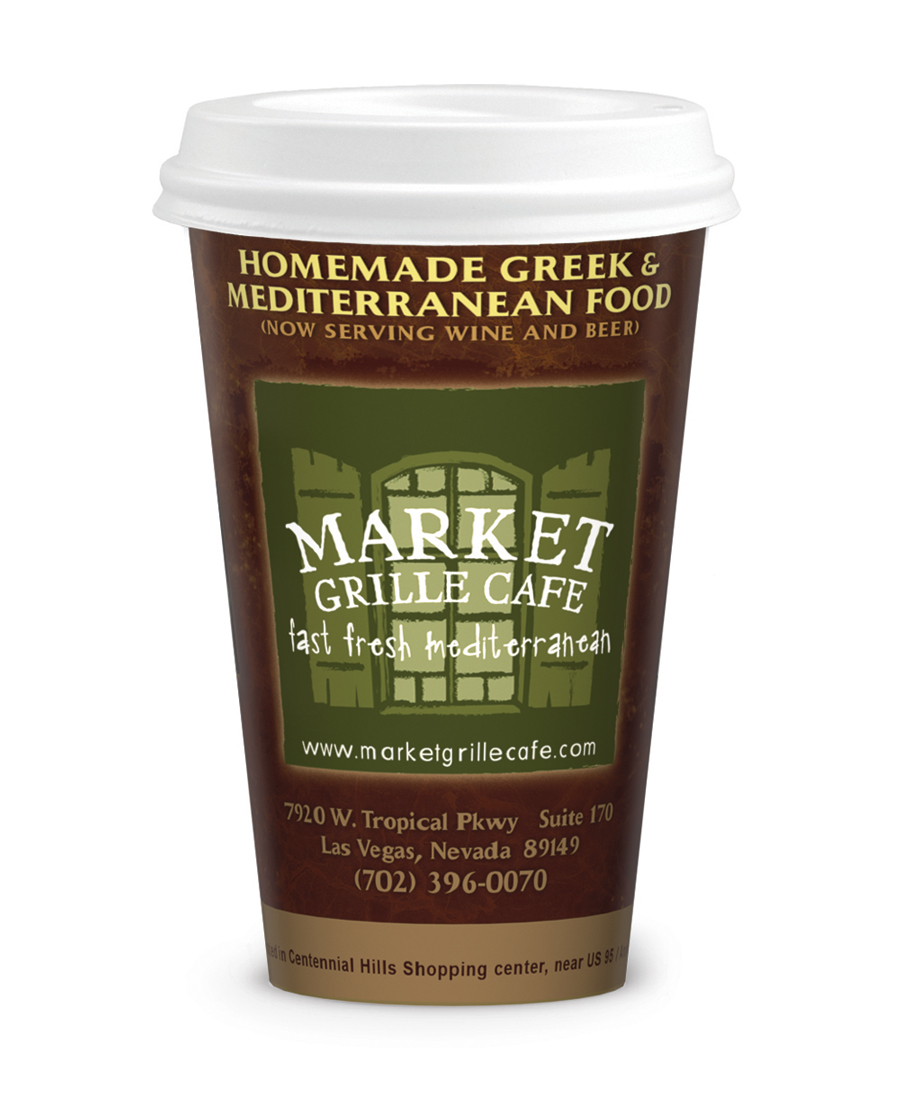 HOMEMADE GREEK &
MEDITERRANEAN FOOD
(NOW SERVING WINE AND BEER)
MARKET
GRILLE CAFE
fast fresh mediterranean
www.marketgrillecafe.com
7920 W. Tropical Pkwy Suite 170
Las Vegas, Nevada 89149
(702) 396-0070
in Centennial Hills Shopping center, near US 95 /